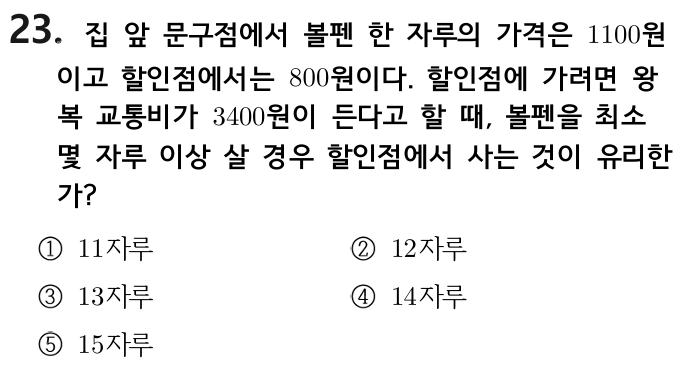 23. 집 앞 문구점에서 볼펜 한 자루의 가격은 1100원
이고 할인점에서는 800원이다. 할인점에 가려면 왕
복 교통비가 3400원이 든다고 할 때, 볼펜을 최소
몇 자루 이상 살 경우 할인점에서 사는 것이 유리한
가?
① 11자루 ② 12자루
③ 13자루 ④ 14자루
⑤ 15자루